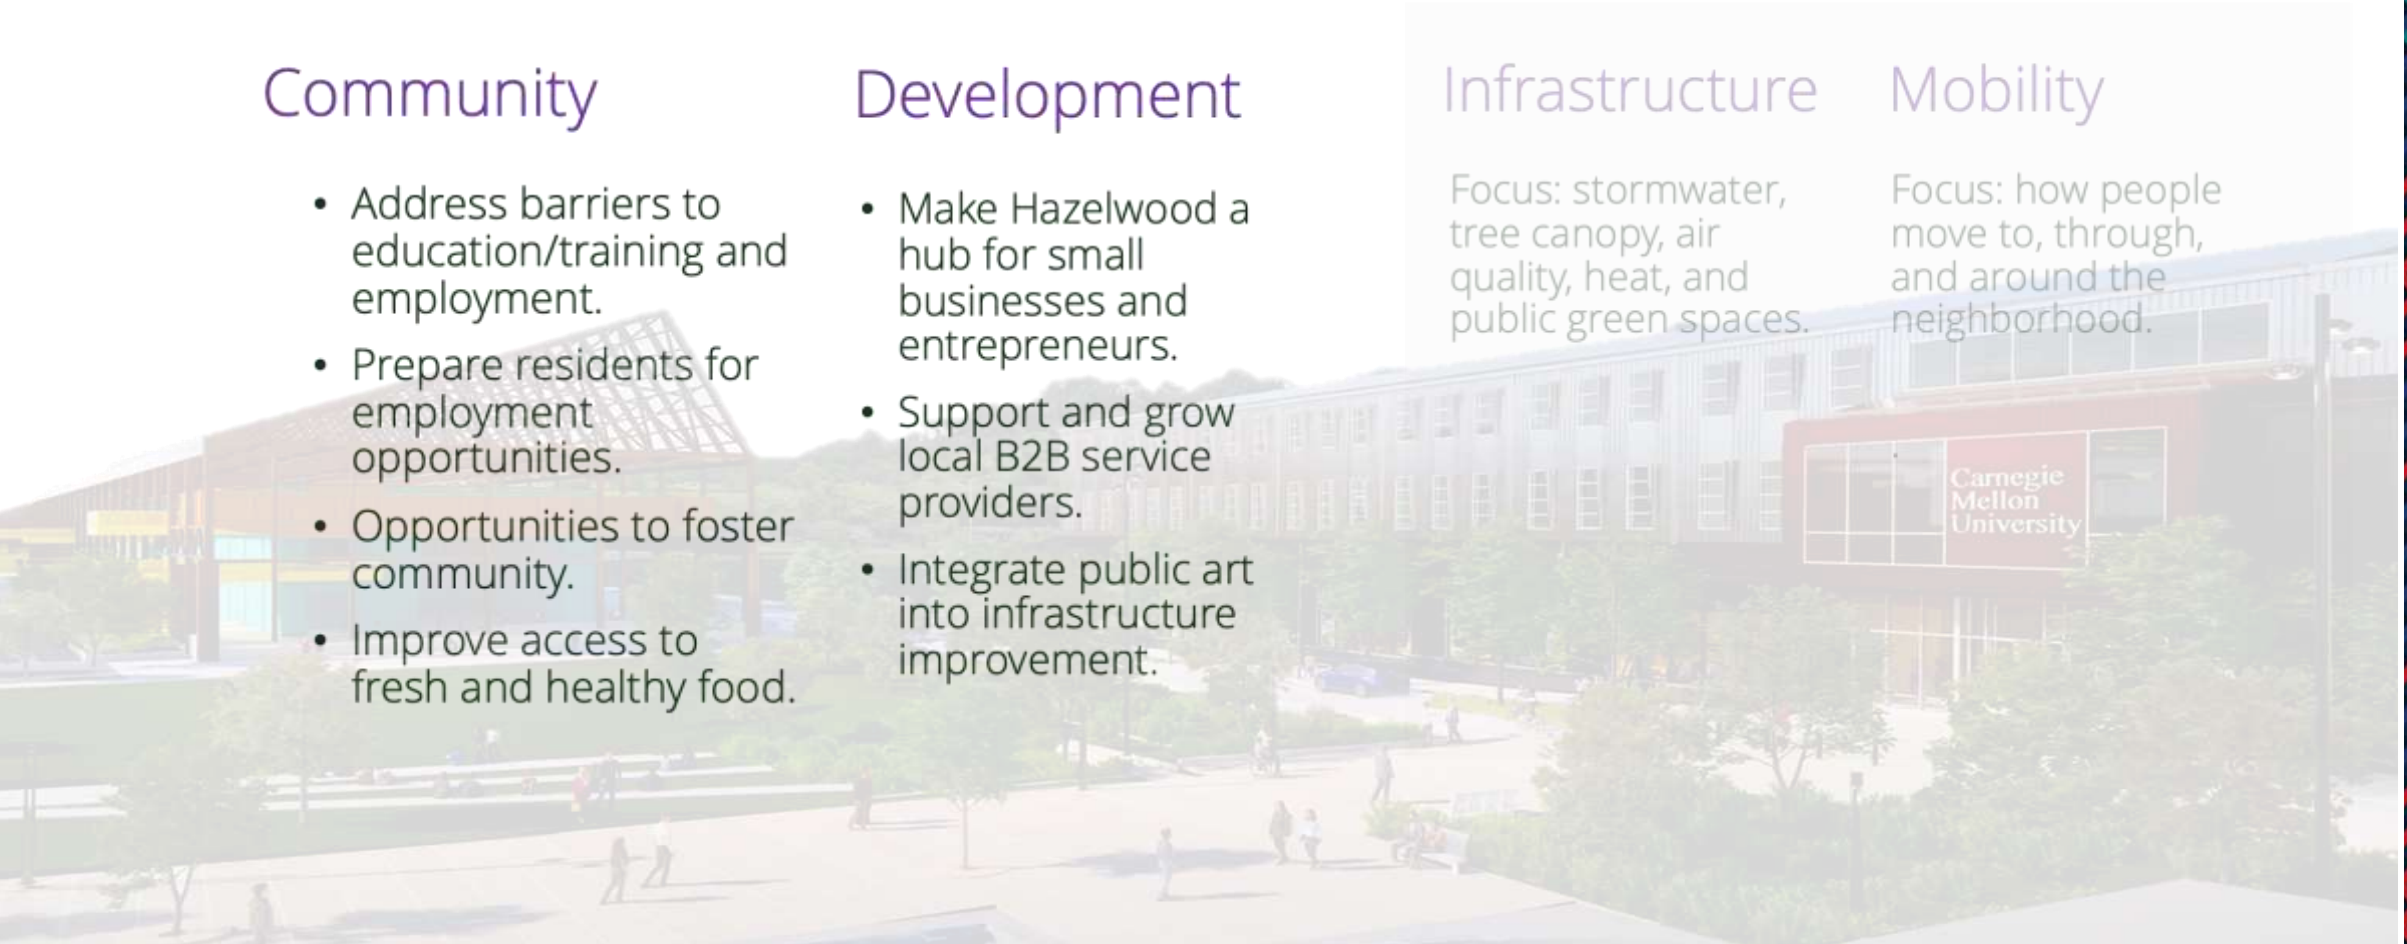 Community
• Address barriers to
education/training and
employment.
• Prepare residents for
employment
opportunities.
• Opportunities to foster
community.
• Improve access to
fresh and healthy food.
Development
• Make Hazelwood a
hub for small
businesses and
entrepreneurs.
• Support and grow
local B2B service
providers.
• Integrate public art
into infrastructure
improvement.
Infrastructure
Focus: stormwater,
tree canopy, air
quality, heat, and
public green spaces.
Mobility
Focus: how people
move to, through,
and around the
neighborhood.
Carnegie
Mellon
University